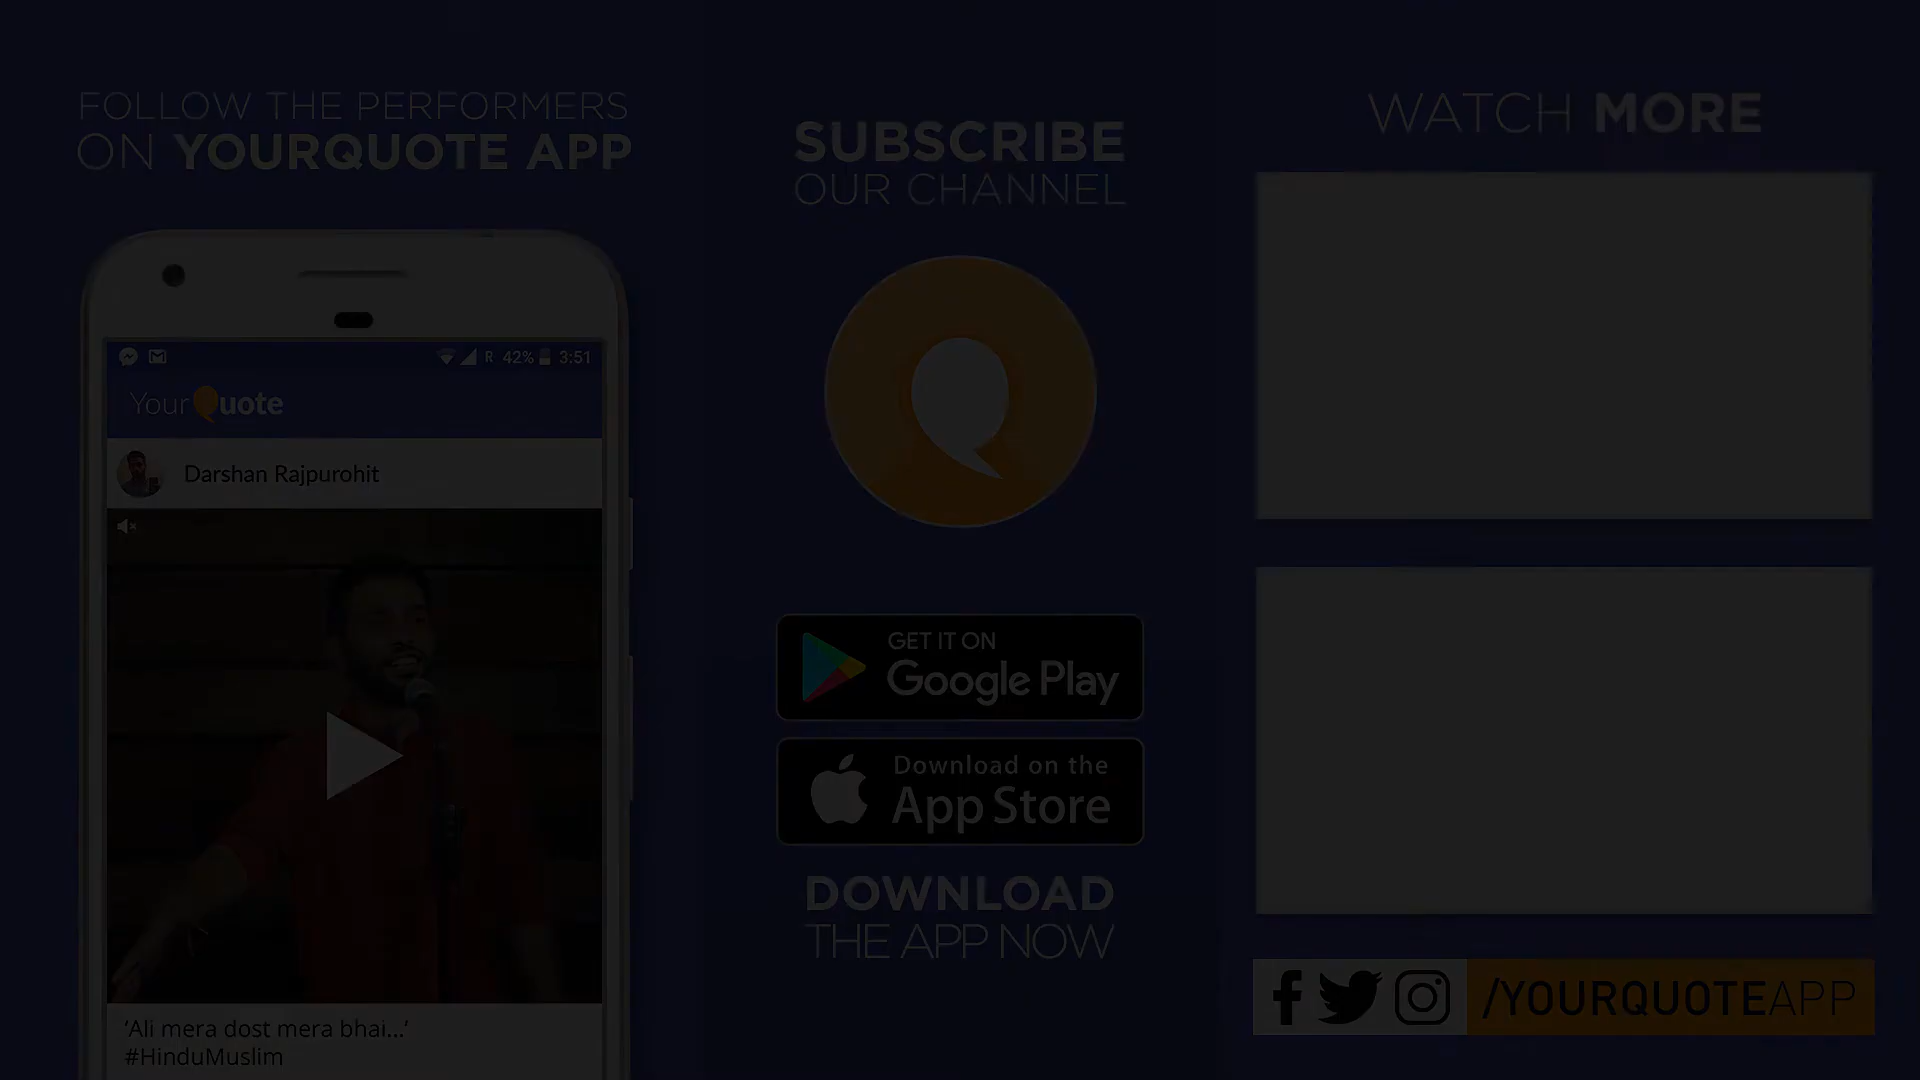 FOLLOW THE PERFORMERS
ON YOURQUOTE APP
R 42% 3:51
YourQuote
Darshan Rajpurohit
'Ali mera dost mera bhai...'
#HinduMuslim
SUBSCRIBE
OUR CHANNEL
GET IT ON
Google Play
Download on the
App Store
DOWNLOAD
THE APP NOW
WATCH MORE
/YOURQUOTEAPP